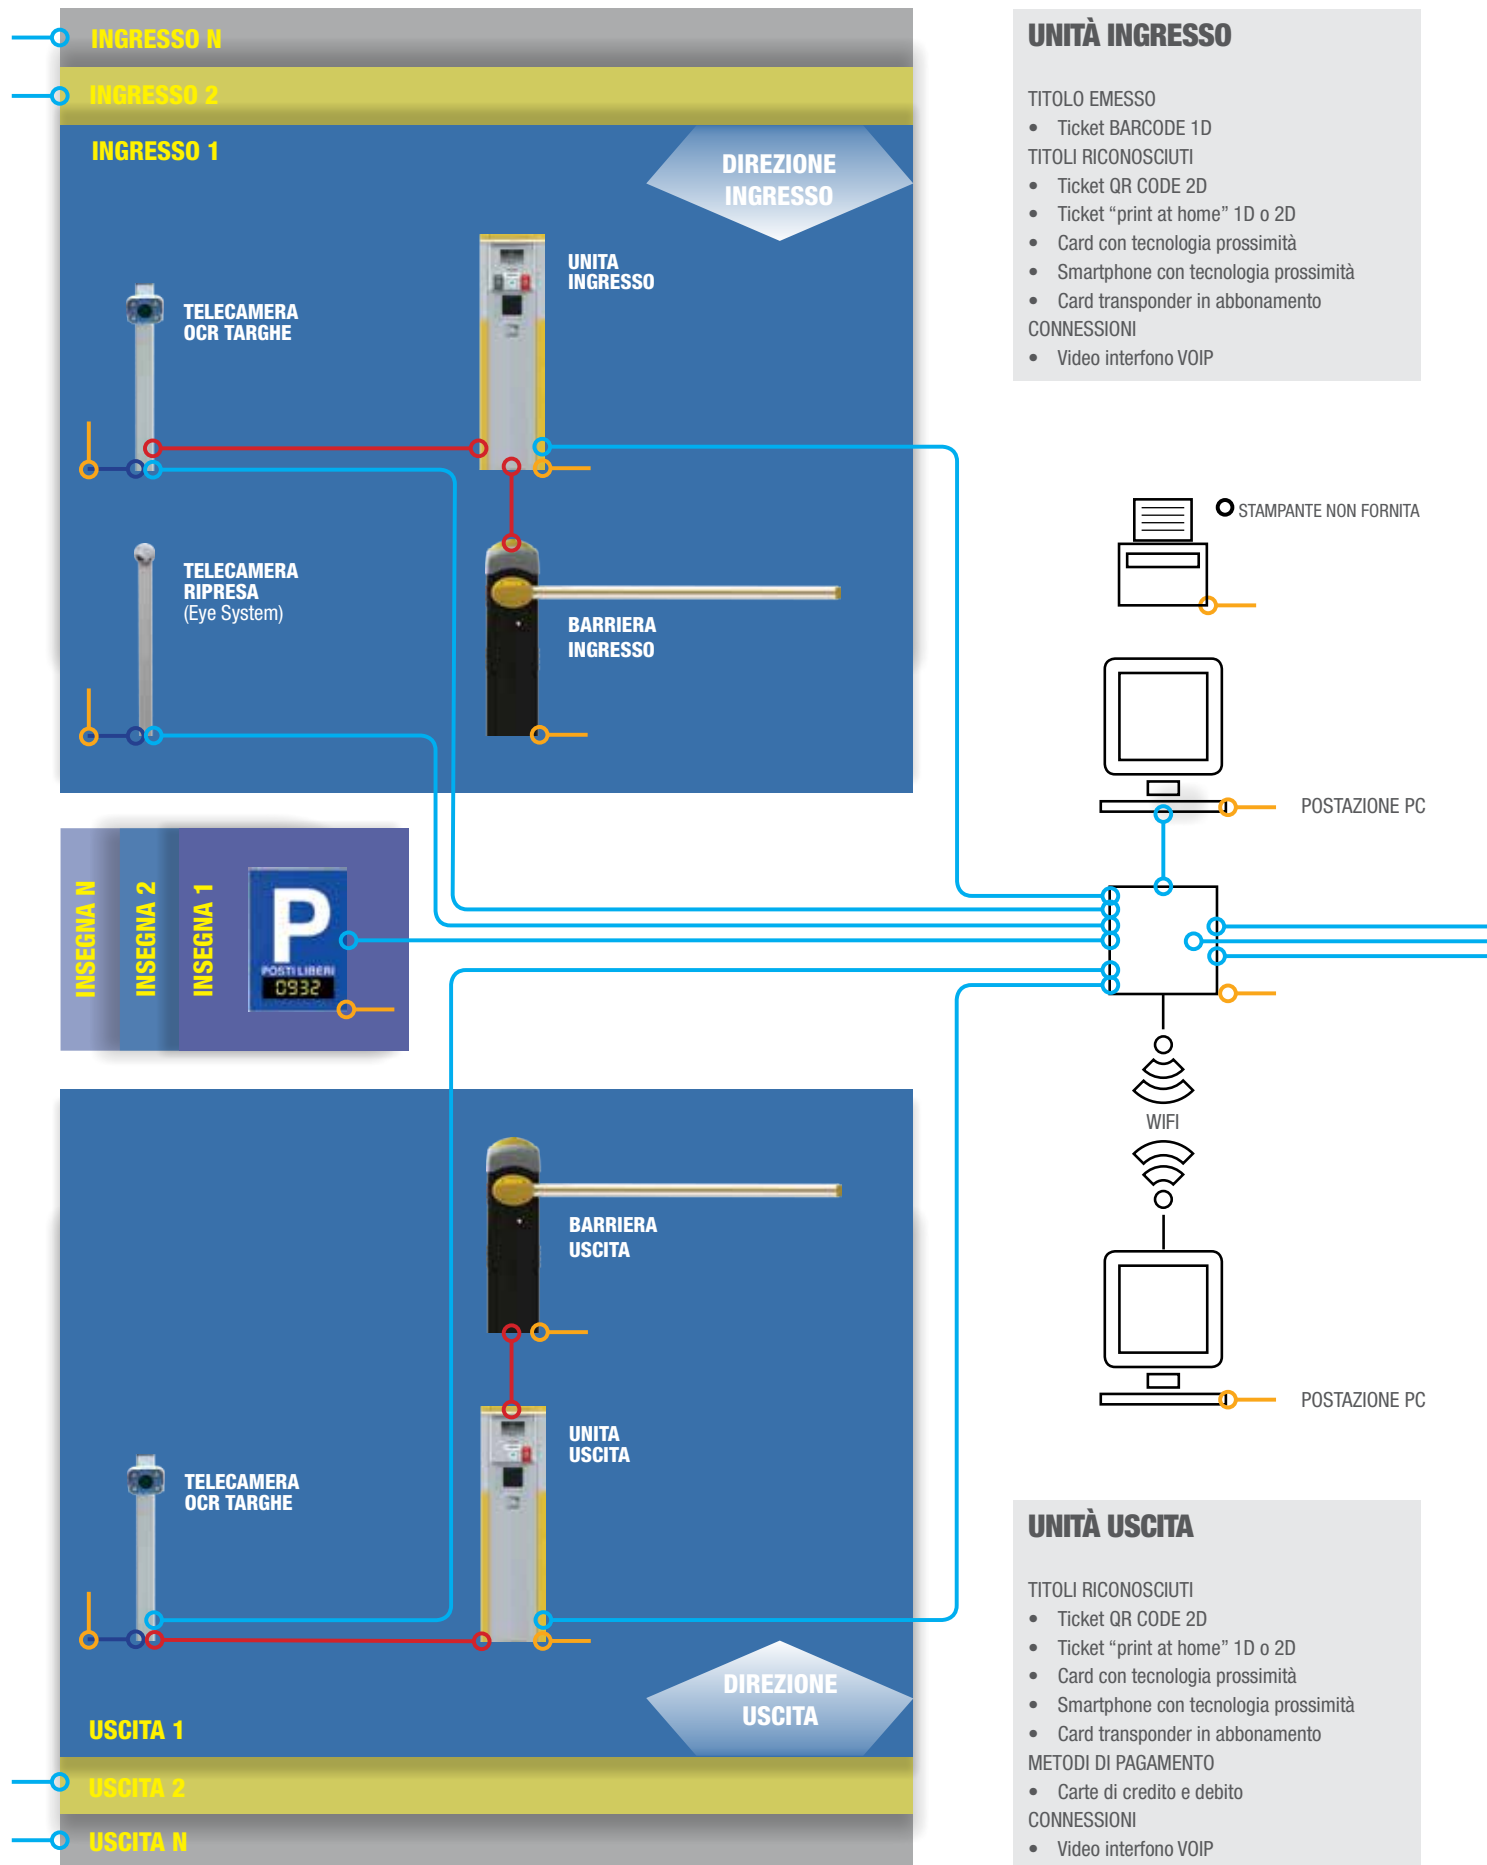 INGRESSO N
INGRESSO 2
INGRESSO 1
DIREZIONE
INGRESSO
UNITA
INGRESSO
TELECAMERA
OCR TARGHE
TELECAMERA
RIPRESA
(Eye System)
BARRIERA
INGRESSO
INSEGNA N
INSEGNA 2
INSEGNA 1
P
POSTI LIBERI
0932
BARRIERA
USCITA
UNITA
USCITA
TELECAMERA
OCR TARGHE
DIREZIONE
USCITA
USCITA 1
USCITA 2
USCITA N
UNITÀ INGRESSO
TITOLO EMESSO
• Ticket BARCODE 1D
TITOLI RICONOSCIUTI
• Ticket QR CODE 2D
• Ticket “print at home” 1D o 2D
• Card con tecnologia prossimità
• Smartphone con tecnologia prossimità
• Card transponder in abbonamento
CONNESSIONI
• Video interfono VOIP
STAMPANTE NON FORNITA
POSTAZIONE PC
WIFI
POSTAZIONE PC
UNITÀ USCITA
TITOLI RICONOSCIUTI
• Ticket QR CODE 2D
• Ticket “print at home” 1D o 2D
• Card con tecnologia prossimità
• Smartphone con tecnologia prossimità
• Card transponder in abbonamento
METODI DI PAGAMENTO
• Carte di credito e debito
CONNESSIONI
• Video interfono VOIP